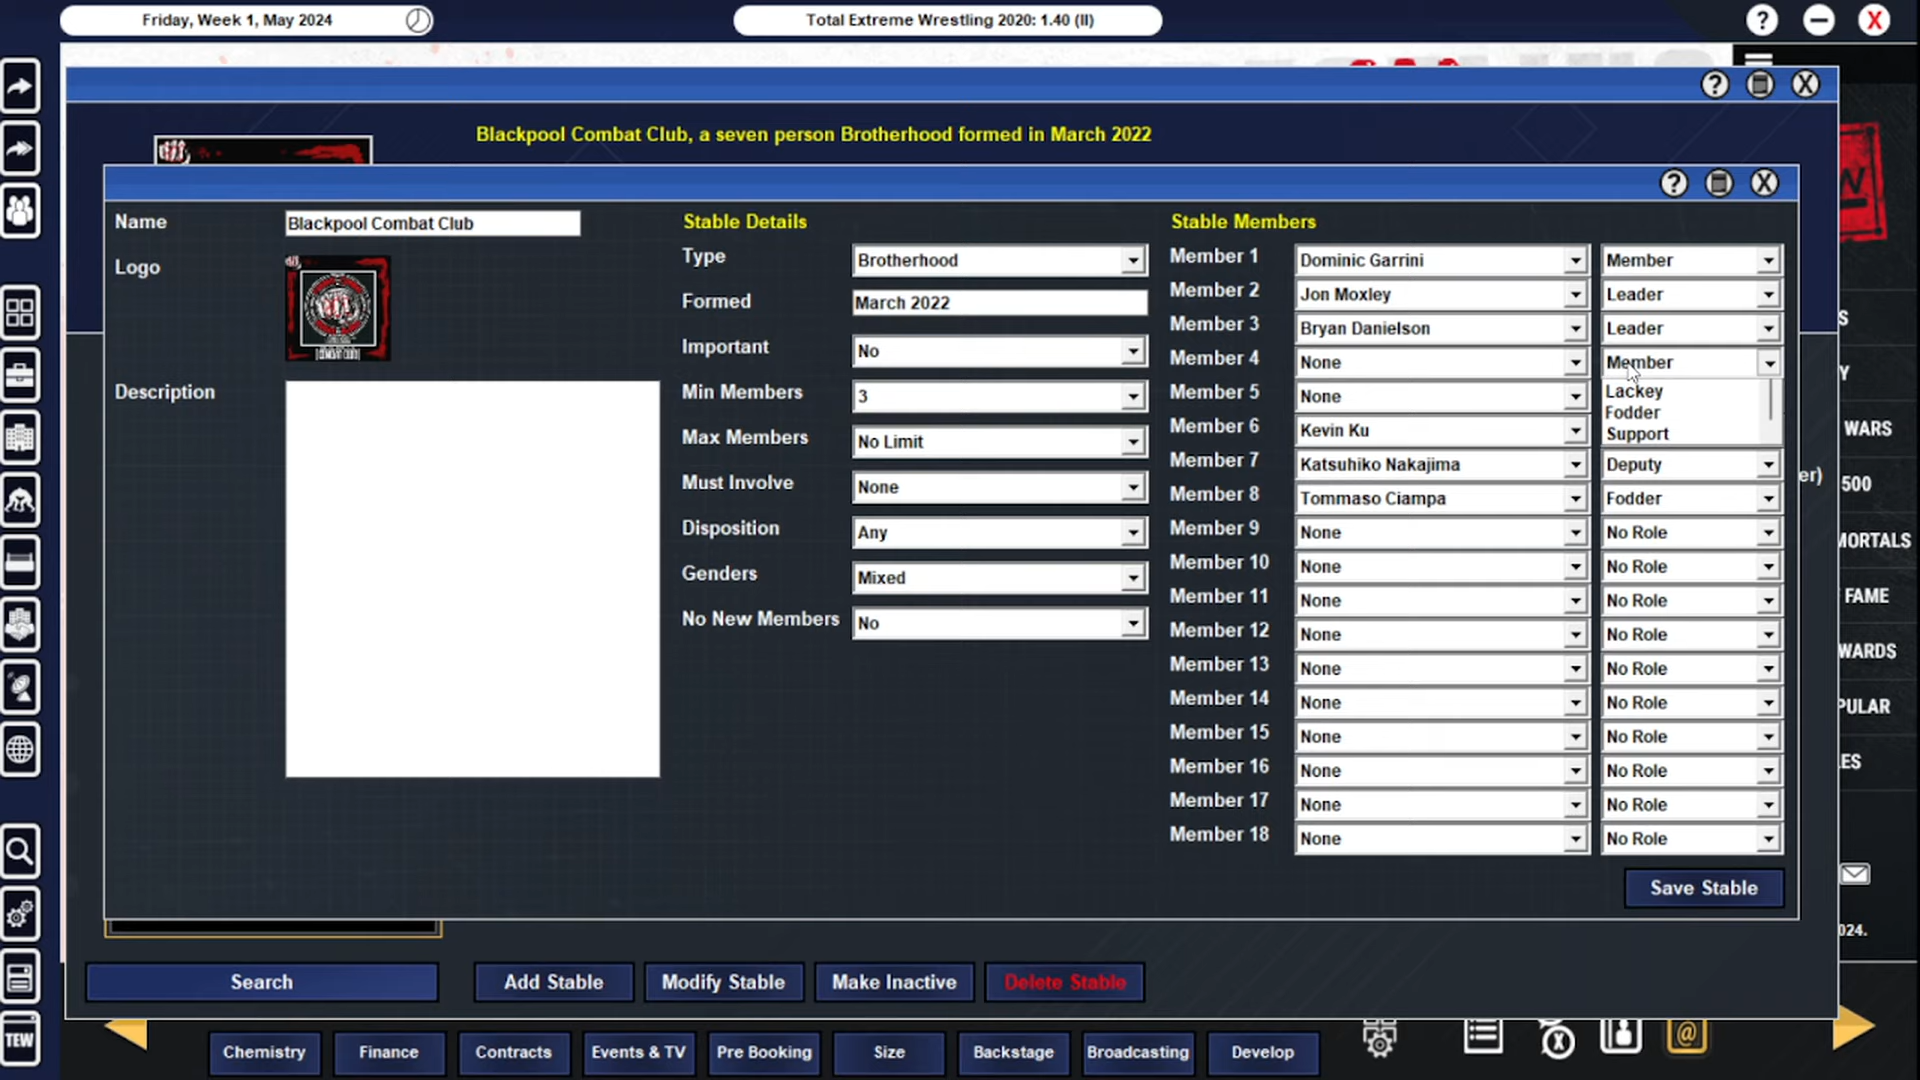 Friday, Week 1, May 2024
Total Extreme Wrestling 2020: 1.40 (II)
?
X
? X
Blackpool Combat Club, a seven person Brotherhood formed in March 2022
? X
Name
Blackpool Combat Club
Logo
COMBAT CLUB
Description
Stable Details
Type
Brotherhood
Formed
March 2022
Important
No
Min Members
3
Max Members
No Limit
Must Involve
None
Disposition
Any
Genders
Mixed
No New Members
No
Stable Members
Member 1 Dominic Garrini Member
Member 2 Jon Moxley Leader
Member 3 Bryan Danielson Leader
Member 4 None Member
Member 5 None
Lackey
Fodder
Support
Member 6 Kevin Ku
Member 7 Katsuhiko Nakajima Deputy
Member 8 Tommaso Ciampa Fodder
Member 9 None No Role
Member 10 None No Role
Member 11 None No Role
Member 12 None No Role
Member 13 None No Role
Member 14 None No Role
Member 15 None No Role
Member 16 None No Role
Member 17 None No Role
Member 18 None No Role
Save Stable
W
S
Y
WARS
er)
500
MORTALS
FAME
WARDS
PULAR
ES
024.
Search
Add Stable
Modify Stable
Make Inactive
Delete Stable
TEW
Chemistry
Finance
Contracts
Events & TV
Pre Booking
Size
Backstage
Broadcasting
Develop
X
@